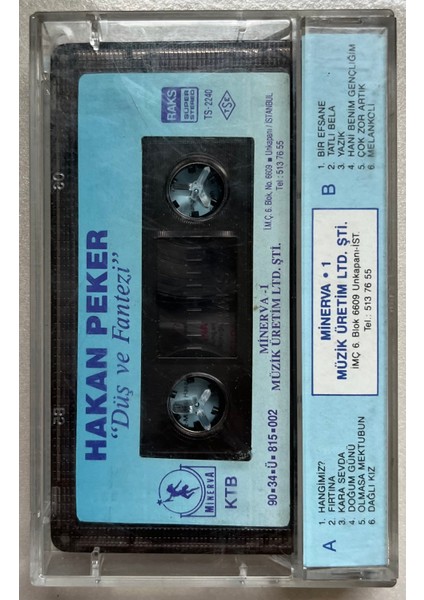 HAKAN PEKER
"Düş ve Fantezi"
MİNERVA
KTB
90•34•Ü•815•002
MİNERVA -1
MÜZİK ÜRETİM LTD. ŞTİ.
İ.M.Ç. 6. Blok, No. 6609 ■ Unkapanı / İSTANBUL
Tel : 513 76 55
RAKS
SUPER STEREO
TS-2240
TSE
A
1. HANGİMİZ?
2. FIRTINA
3. KARA SEVDA
4. DOĞUM GÜNÜ
5. OLMASA MEKTUBUN
6. DAĞLI KIZ
MİNERVA • 1
MÜZİK ÜRETİM LTD. ŞTİ.
İMÇ 6. Blok 6609 Unkapanı-İST.
Tel.: 513 76 55
B
1. BİR EFSANE
2. TATLI BELA
3. YAZIK
4. HANİ BENİM GENÇLİĞİM
5. ÇOK ZOR ARTIK
6. MELANKOLİ